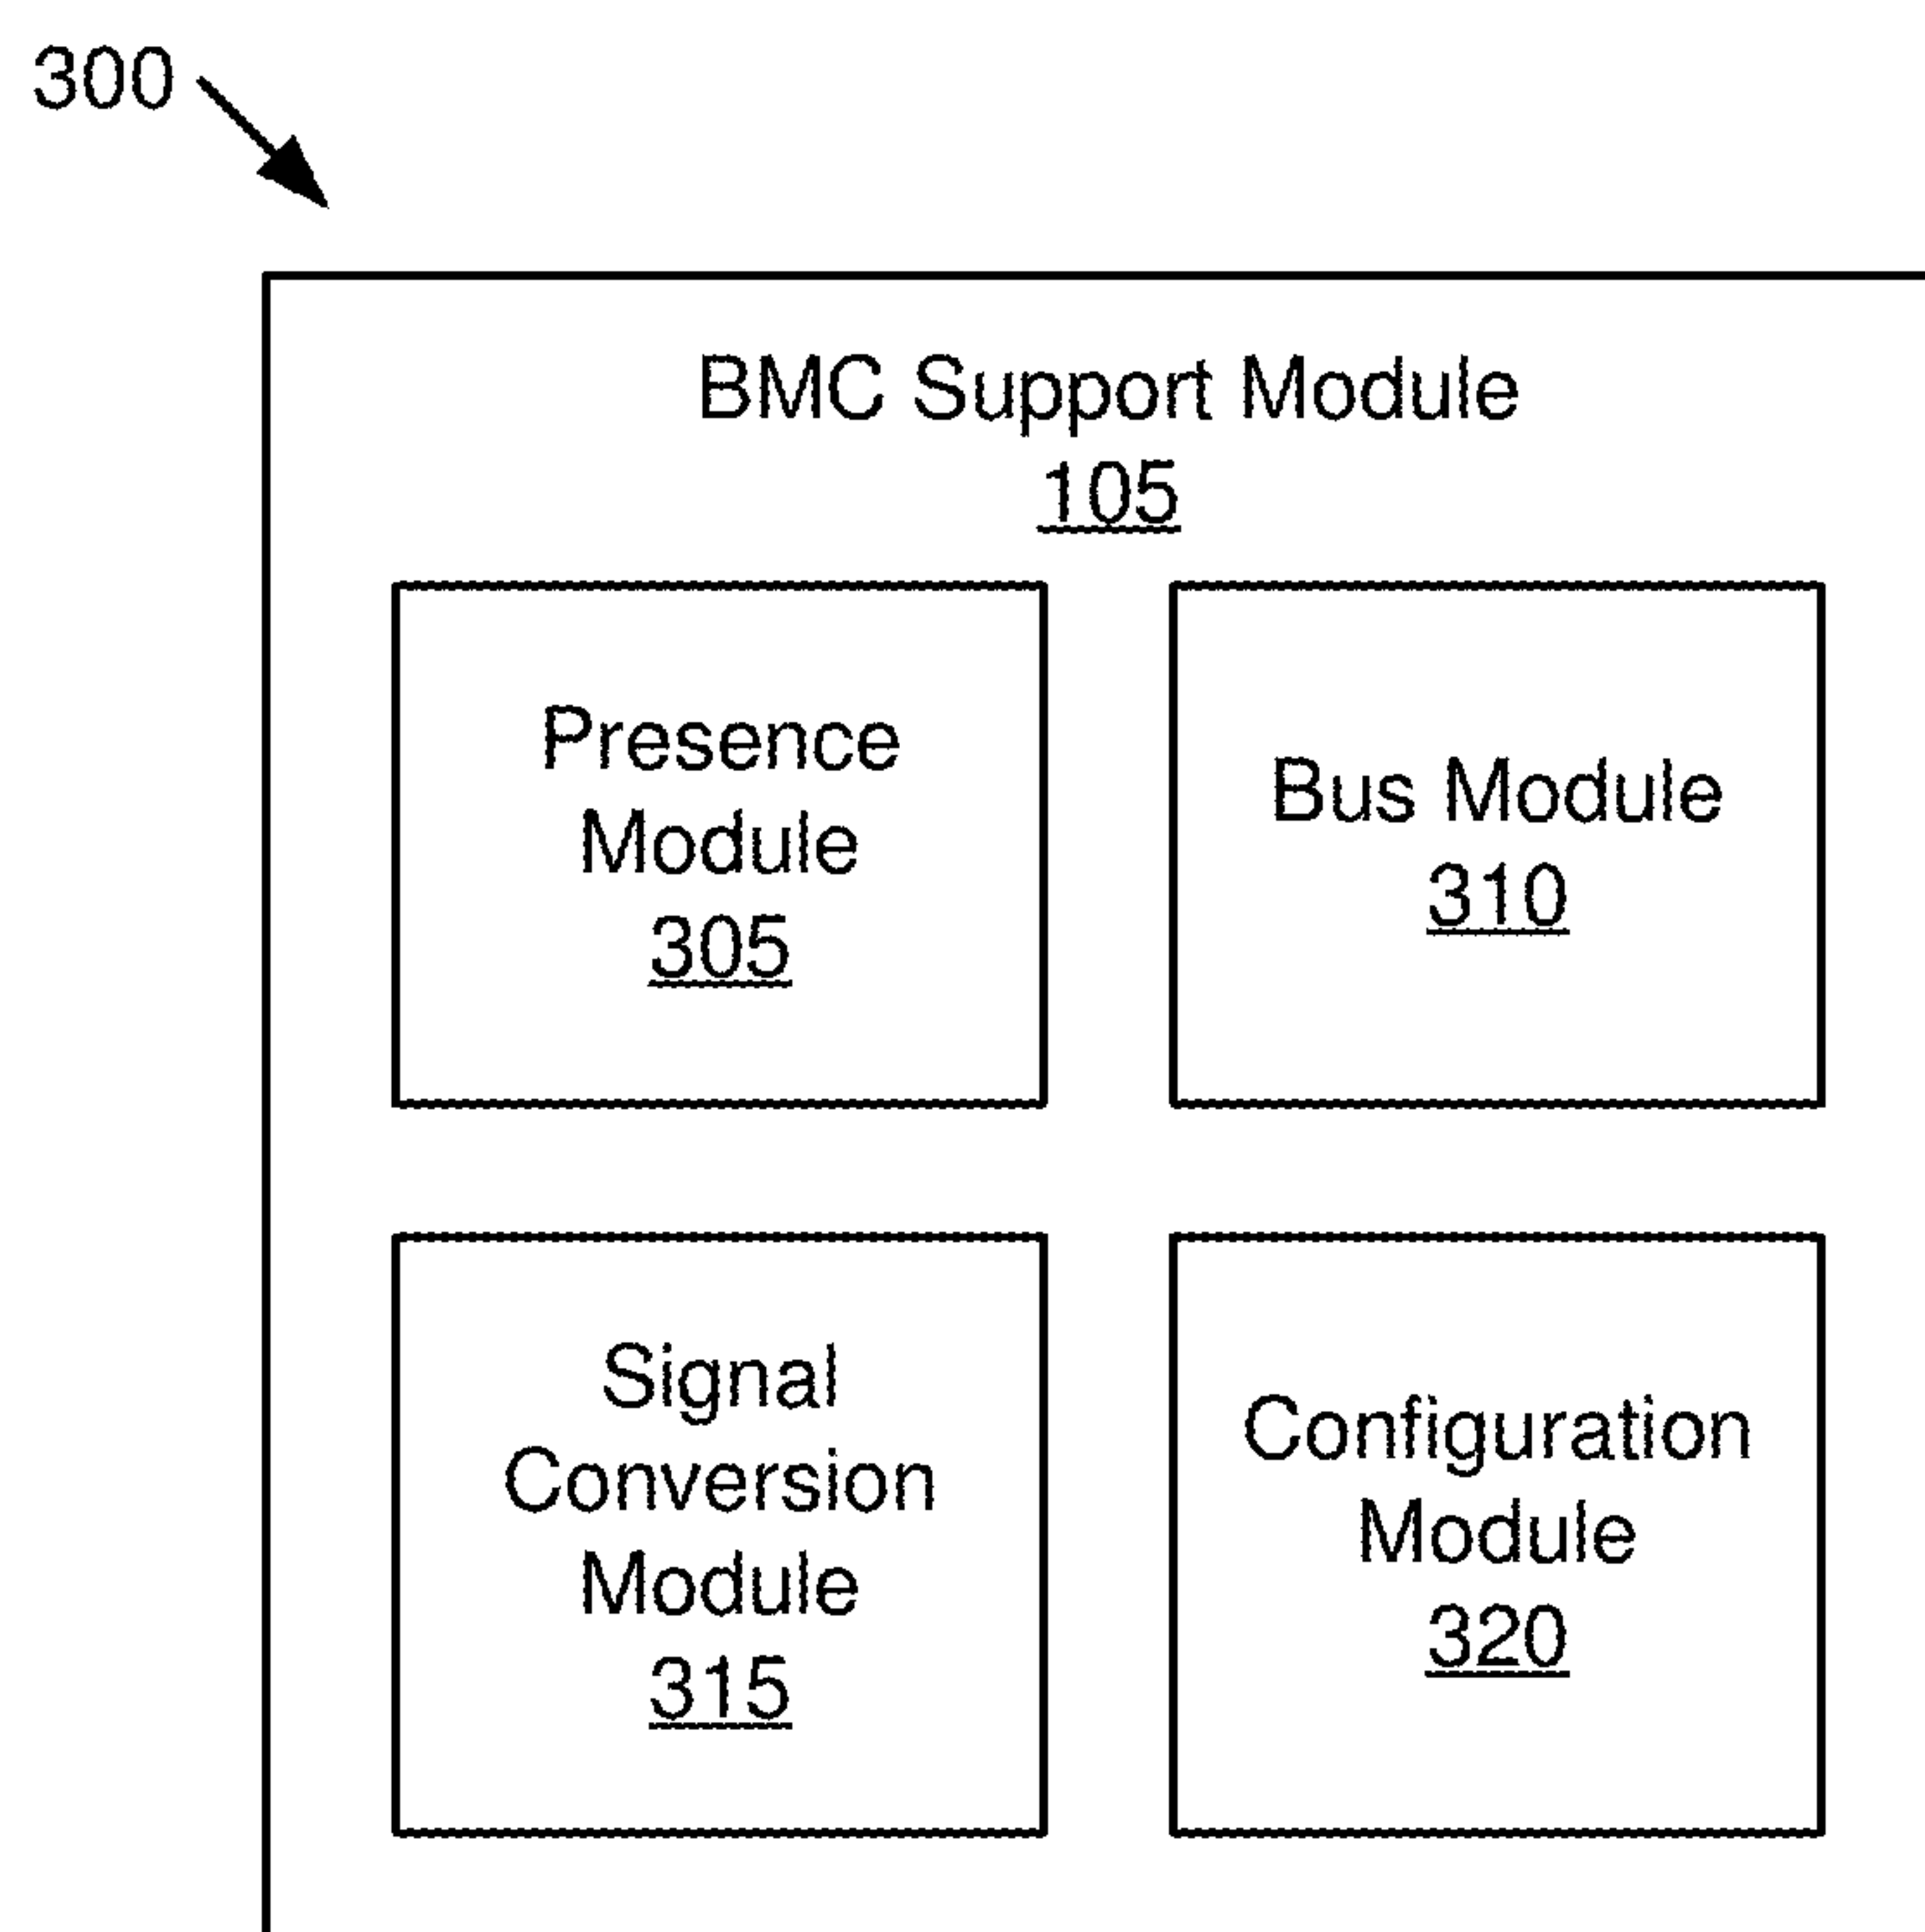 300
BMC Support Module
105
Presence
Module
305
Bus Module
310
Signal
Conversion
Module
315
Configuration
Module
320